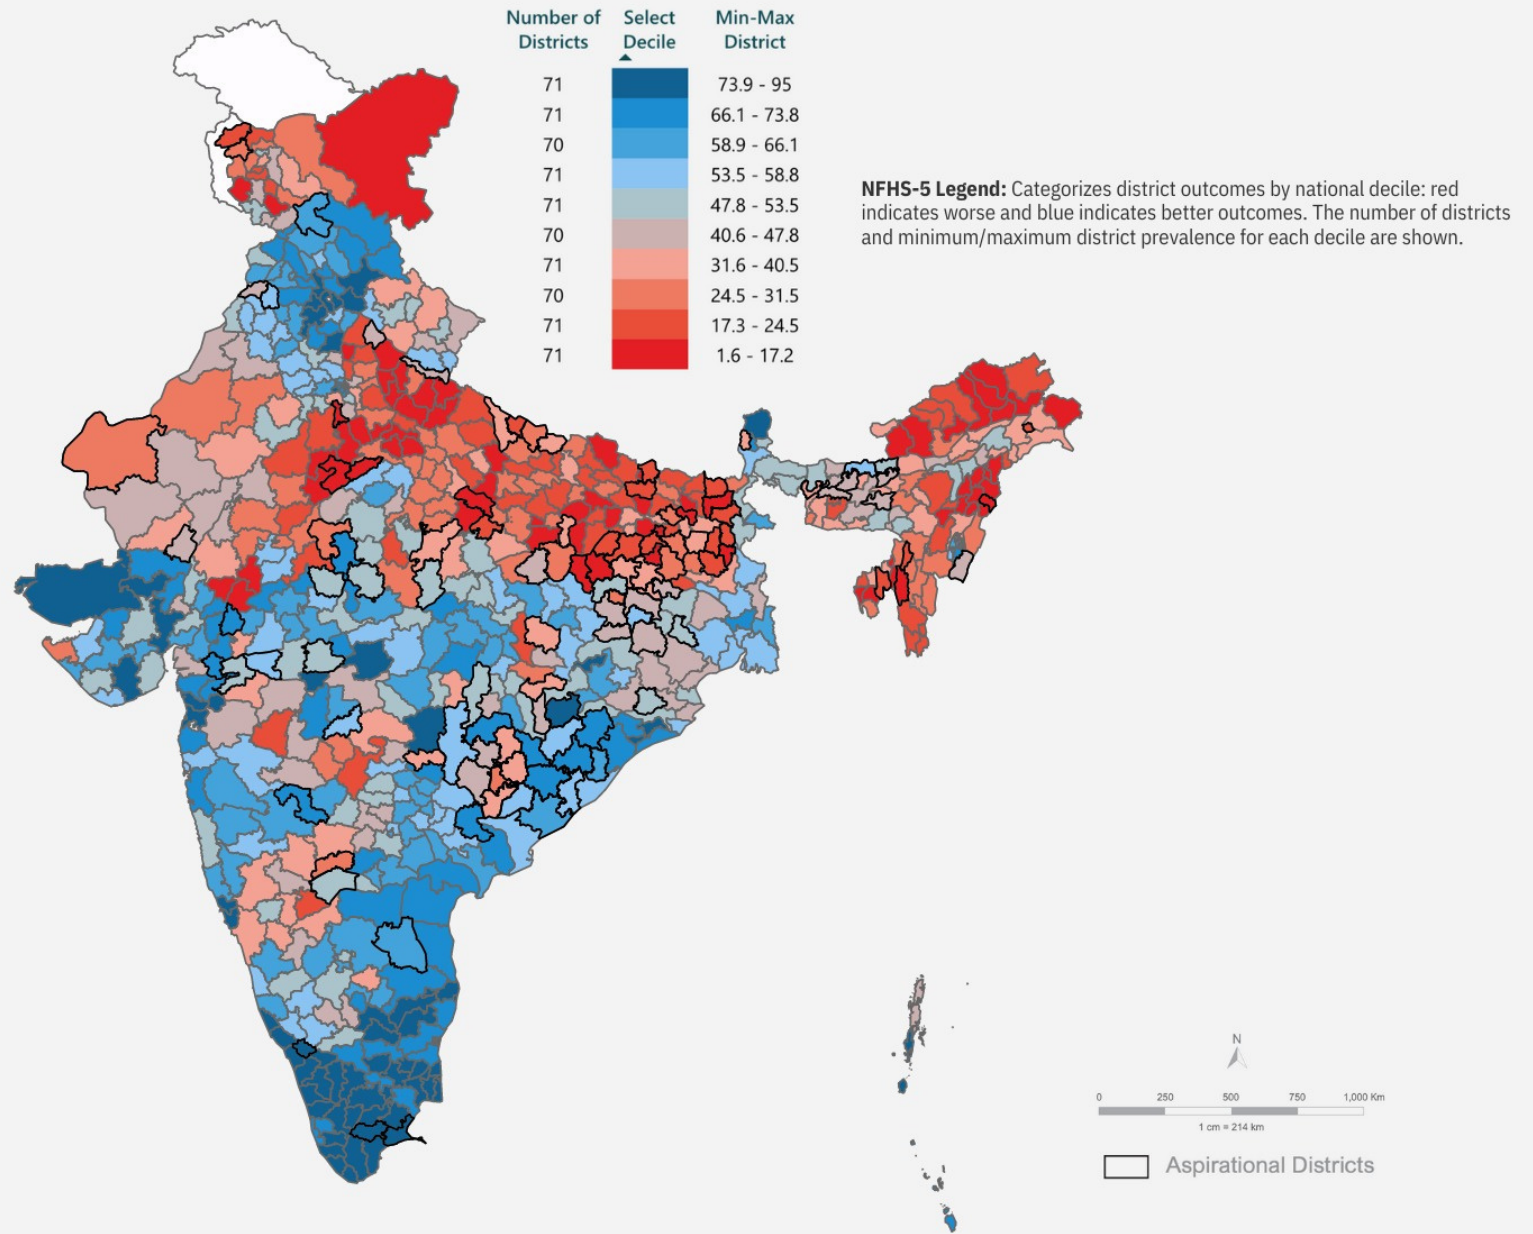 Number of Districts Select Decile Min-Max District
71 73.9 - 95
71 66.1 - 73.8
70 58.9 - 66.1
71 53.5 - 58.8
71 47.8 - 53.5
70 40.6 - 47.8
71 31.6 - 40.5
70 24.5 - 31.5
71 17.3 - 24.5
71 1.6 - 17.2
NFHS-5 Legend: Categorizes district outcomes by national decile: red
indicates worse and blue indicates better outcomes. The number of districts
and minimum/maximum district prevalence for each decile are shown.
N
0 250 500 750 1,000 Km
1 cm = 214 km
Aspirational Districts